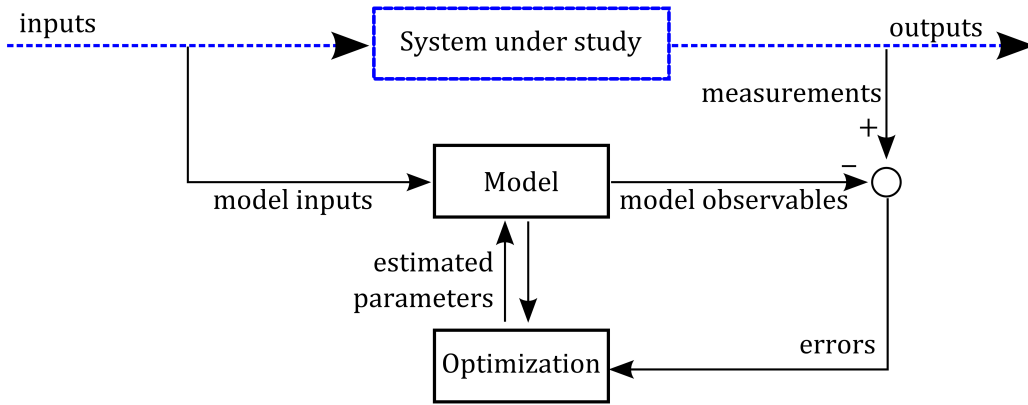 inputs
System under study
outputs
measurements
+
−
Model
model inputs
model observables
estimated
parameters
errors
Optimization